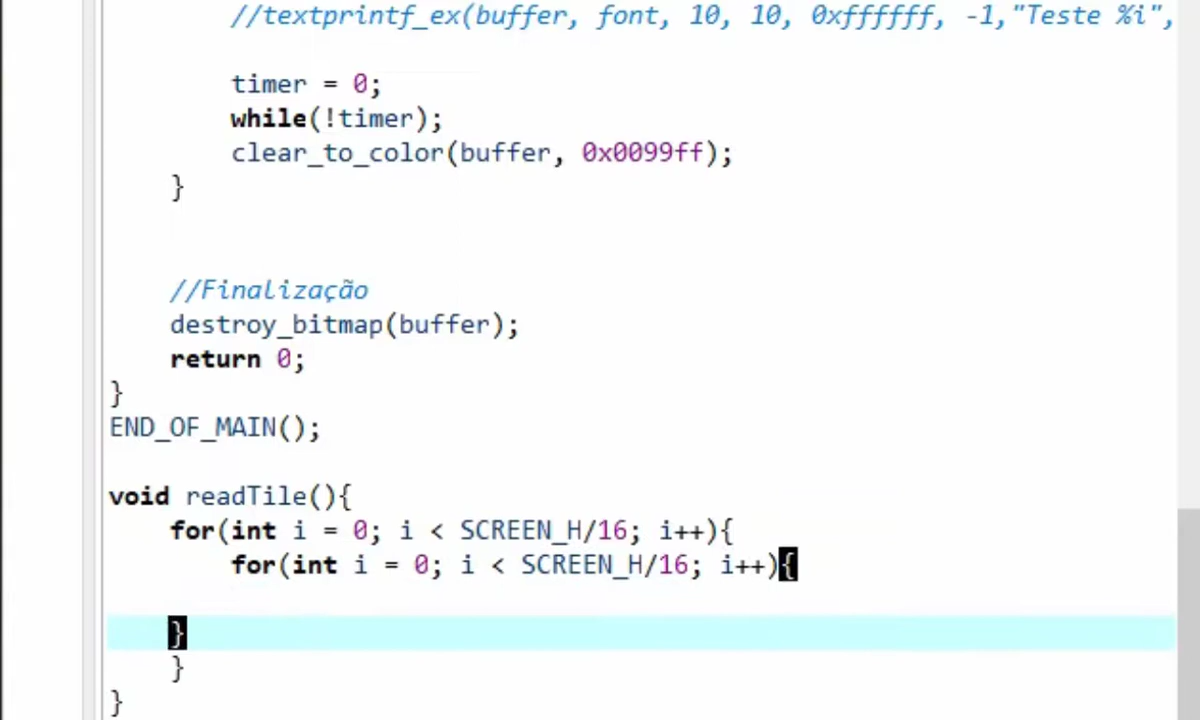 //textprintf_ex(buffer, font, 10, 10, 0xffffff, -1,"Teste %i",
timer = 0;
while(!timer);
clear_to_color(buffer, 0x0099ff);
}
//Finalização
destroy_bitmap(buffer);
return 0;
}
END_OF_MAIN();
void readTile(){
for(int i = 0; i < SCREEN_H/16; i++){
for(int i = 0; i < SCREEN_H/16; i++){
}
}
}